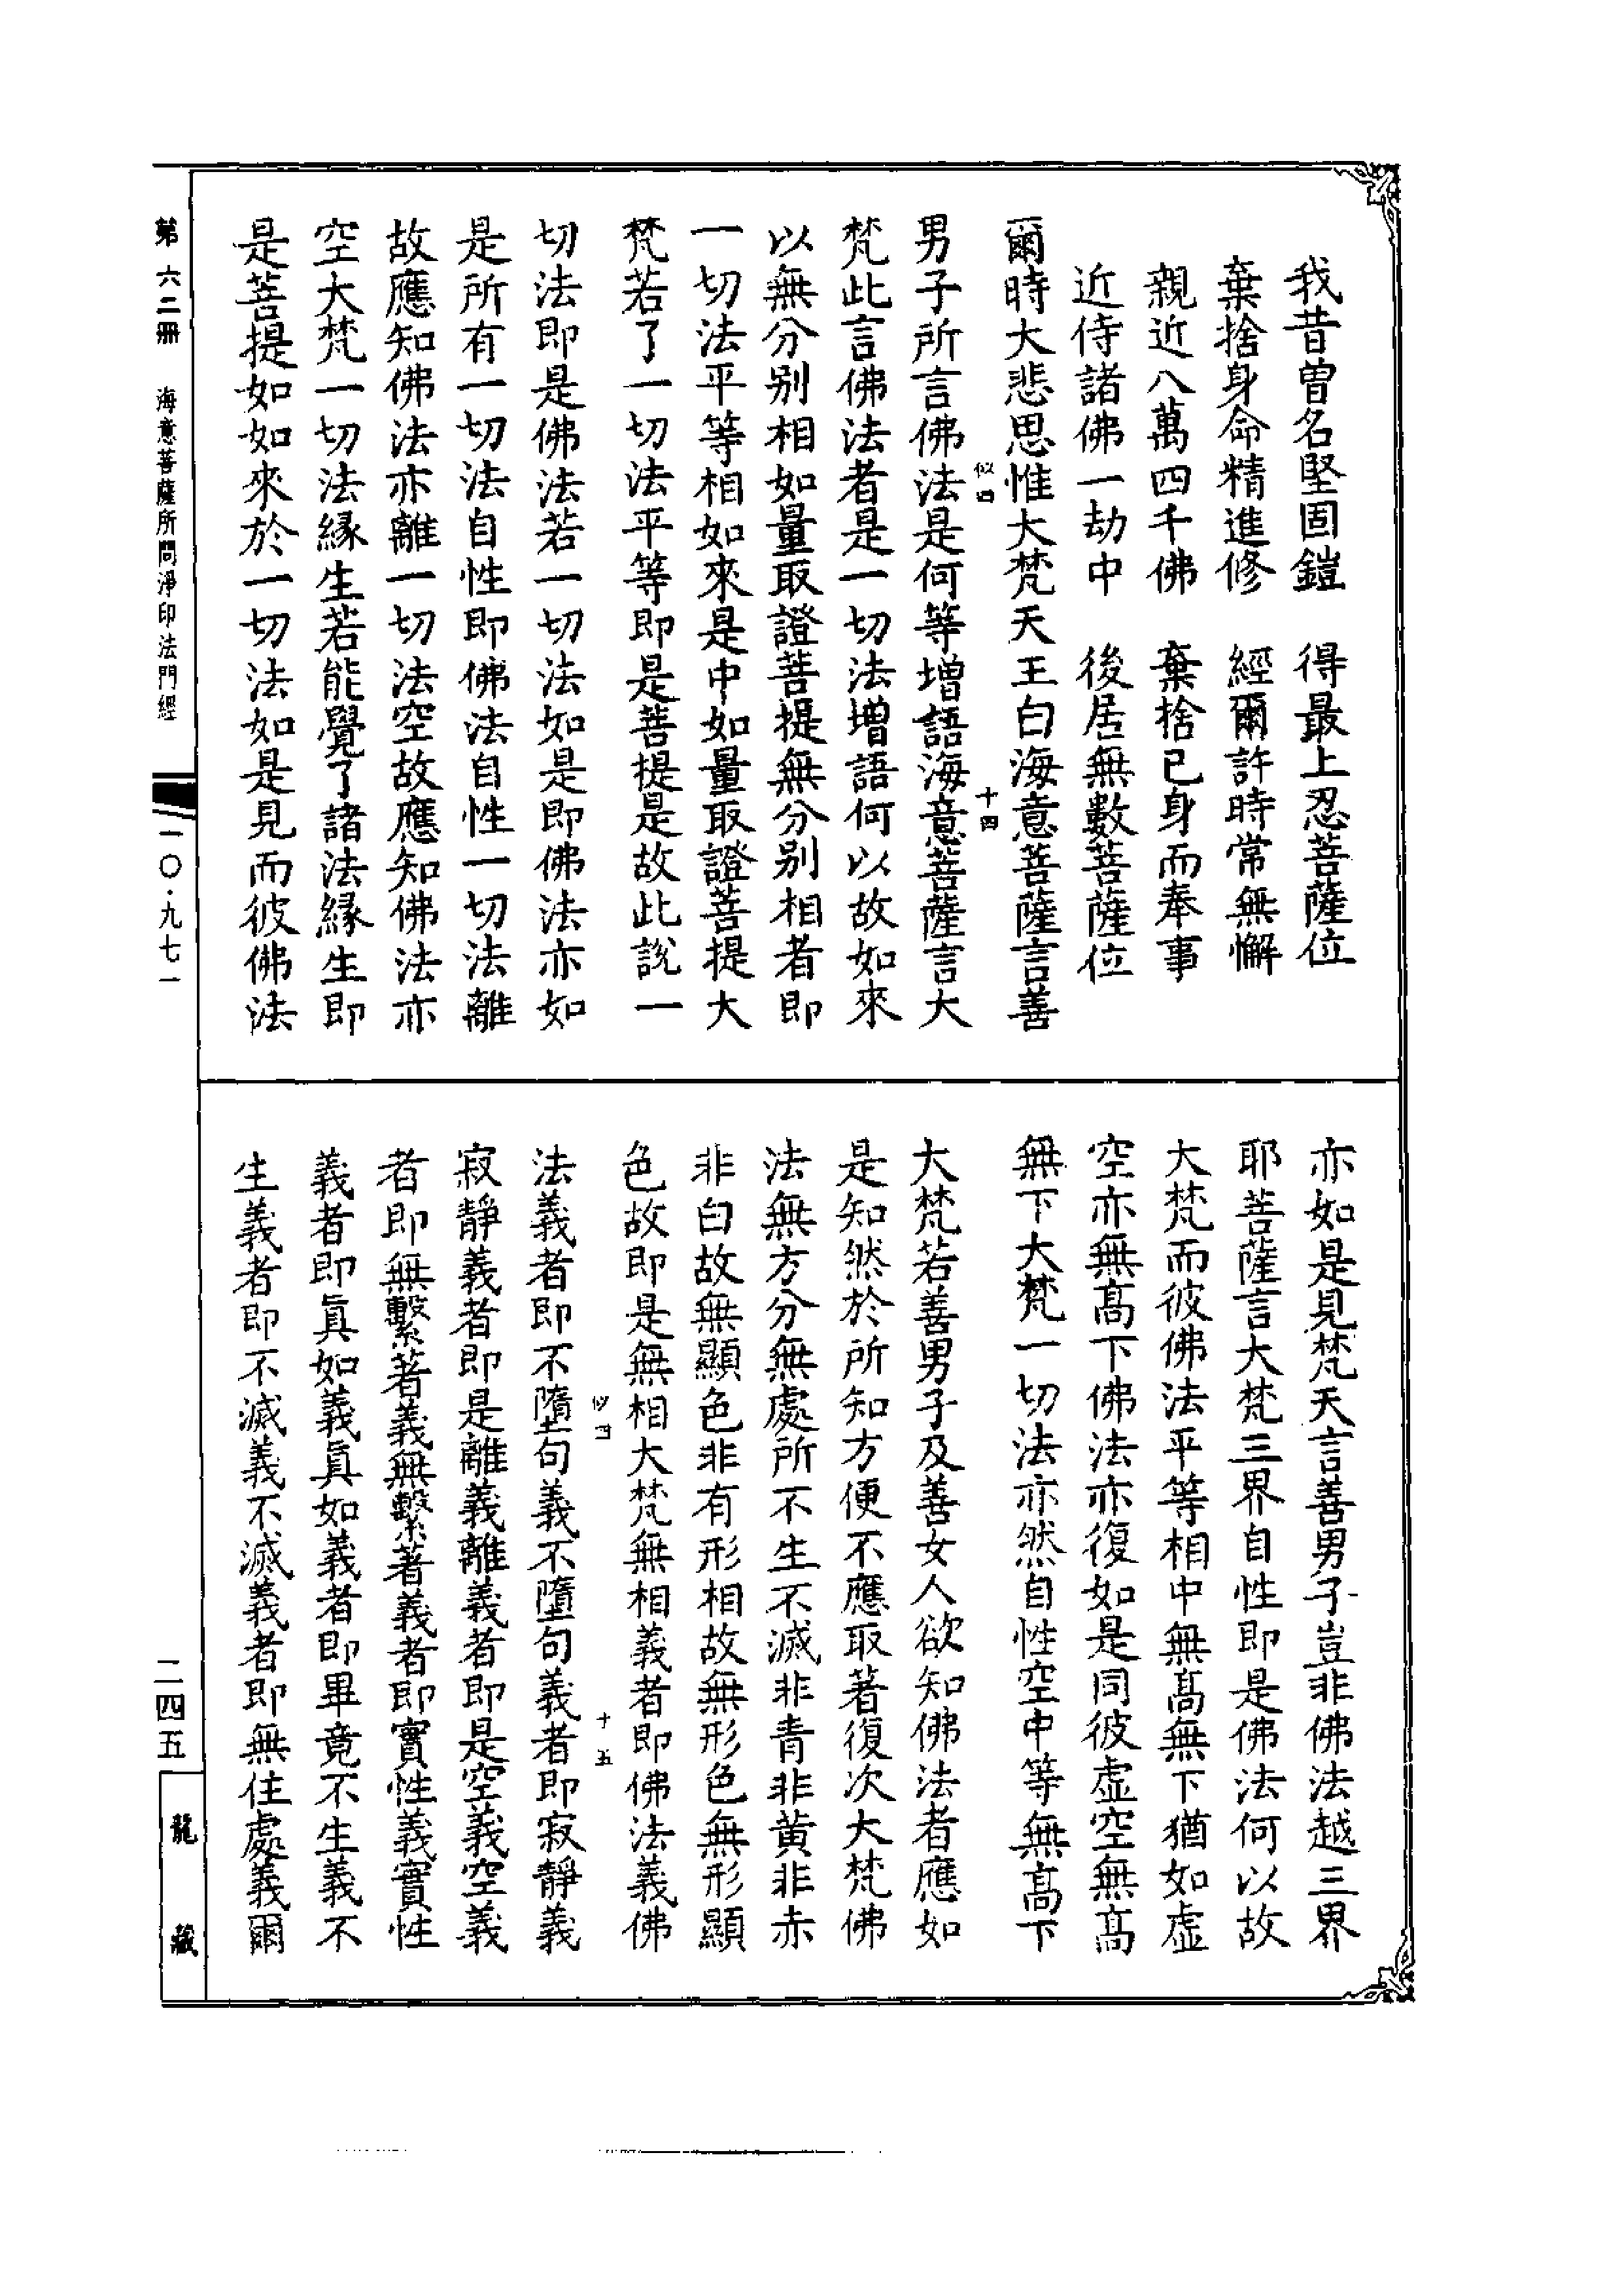 我昔曾名堅固鎧　得最上忍菩薩位
棄捨身命精進修　經爾許時常無懈
親近八萬四千佛　棄捨已身而奉事
近侍諸佛一劫中　後居無數菩薩位
爾時大悲思惟大梵天王白海意菩薩言善
男子所言佛法是何等增語海意菩薩言大
梵此言佛法者是一切法增語何以故如來
以無分别相如量取證菩提無分别相者即
一切法平等相如來是中如量取證菩提大
梵若了一切法平等即是菩提是故此說一
切法即是佛法若一切法如是即佛法亦如
是所有一切法自性即佛法自性一切法離
故應知佛法亦離一切法空故應知佛法亦
空大梵一切法緣生若能覺了諸法緣生即
是菩提如如來於一切法如是見而彼佛法
亦如是見梵天言善男子豈非佛法越三界
耶菩薩言大梵三界自性即是佛法何以故
大梵而彼佛法平等相中無髙無下猶如虛
空亦無髙下佛法亦復如是同彼虛空無髙
無下大梵一切法亦然自性空中等無髙下
大梵若善男子及善女人欲知佛法者應如
是知然於所知方便不應取著復次大梵佛
法無方分無處所不生不滅非青非黄非赤
非白故無顯色非有形相故無形色無形顯
色故即是無相大梵無相義者即佛法義佛
法義者即不墮句義不墮句義者即寂靜義
寂靜義者即是離義離義者即是空義空義
者即無繫著義無繫著義者即實性義實性
義者即眞如義眞如義者即畢竟不生義不
生義者即不滅義不滅義者即無住處義爾
似四
十四
似四
十五
第六二冊　海意菩薩所問淨印法門經
一〇·九七一
二四五
龍藏